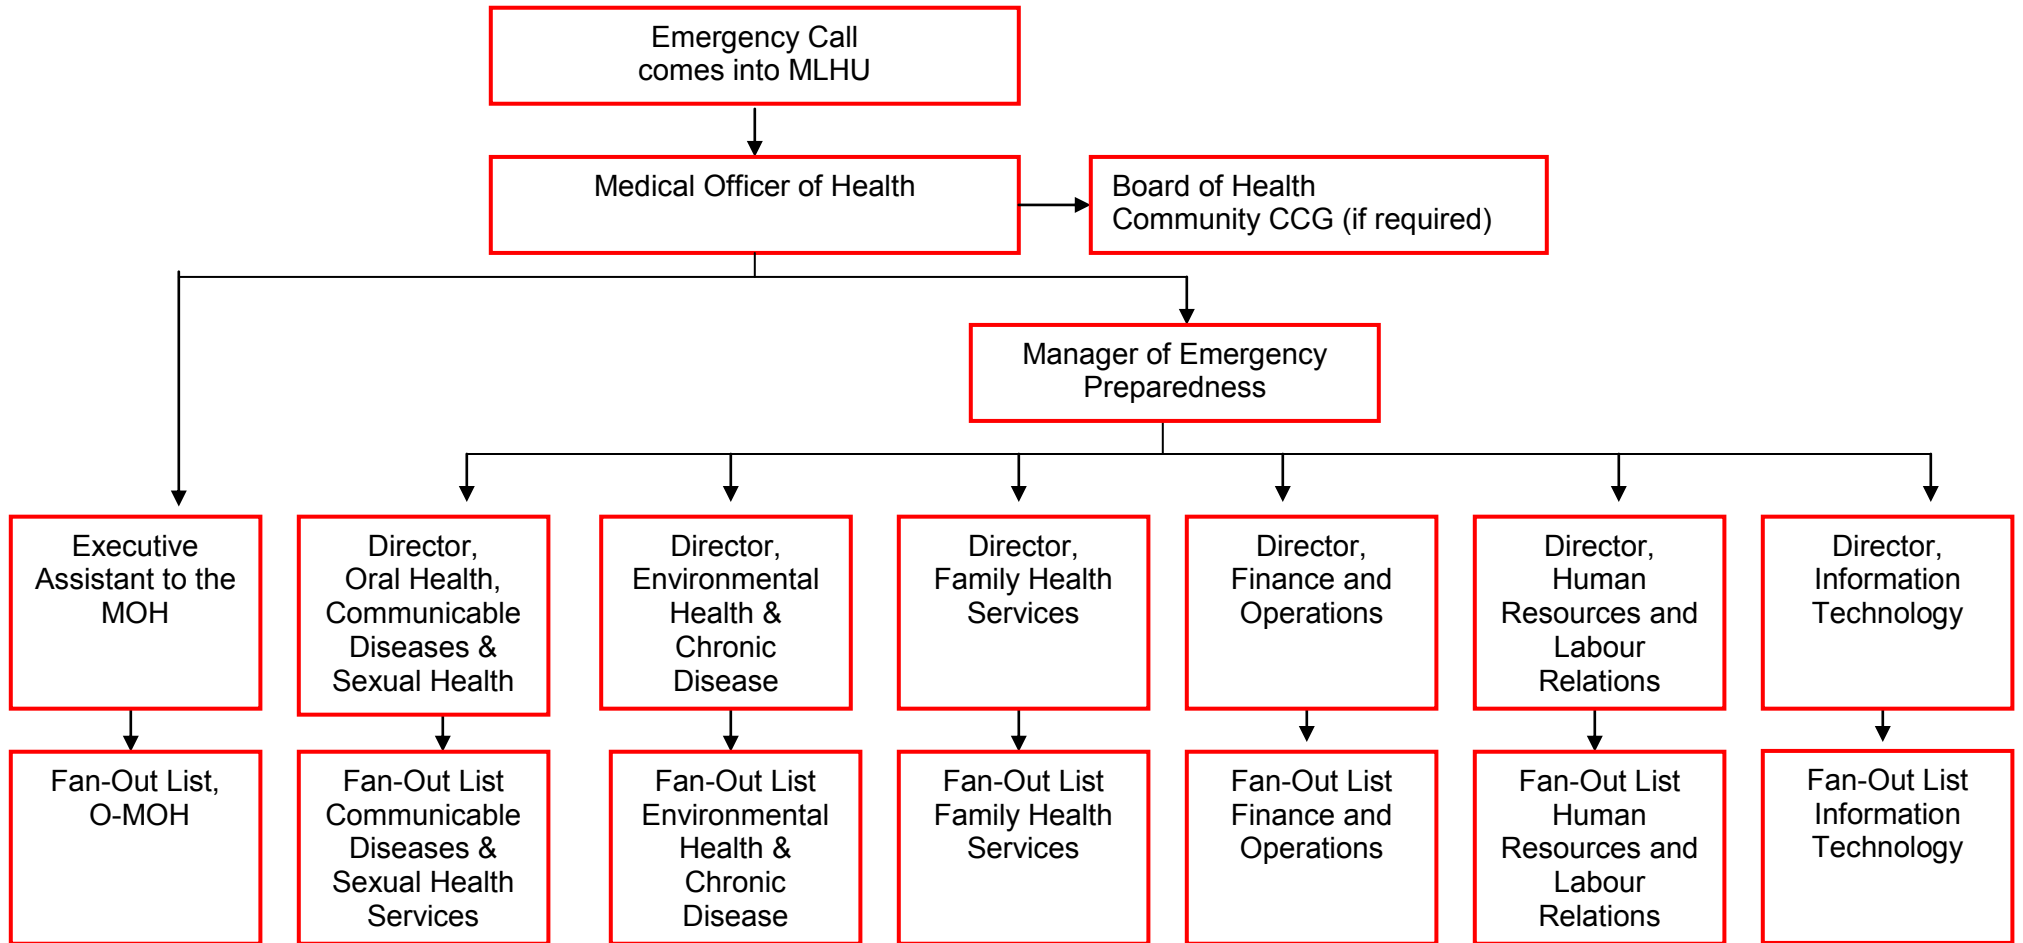 Emergency Call
comes into MLHU
Medical Officer of Health
Board of Health
Community CCG (if required)
Manager of Emergency
Preparedness
Executive
Assistant to the
MOH
Director,
Oral Health,
Communicable
Diseases &
Sexual Health
Director,
Environmental
Health &
Chronic
Disease
Director,
Family Health
Services
Director,
Finance and
Operations
Director,
Human
Resources and
Labour
Relations
Director,
Information
Technology
Fan-Out List,
O-MOH
Fan-Out List
Communicable
Diseases &
Sexual Health
Services
Fan-Out List
Environmental
Health &
Chronic
Disease
Fan-Out List
Family Health
Services
Fan-Out List
Finance and
Operations
Fan-Out List
Human
Resources and
Labour
Relations
Fan-Out List
Information
Technology